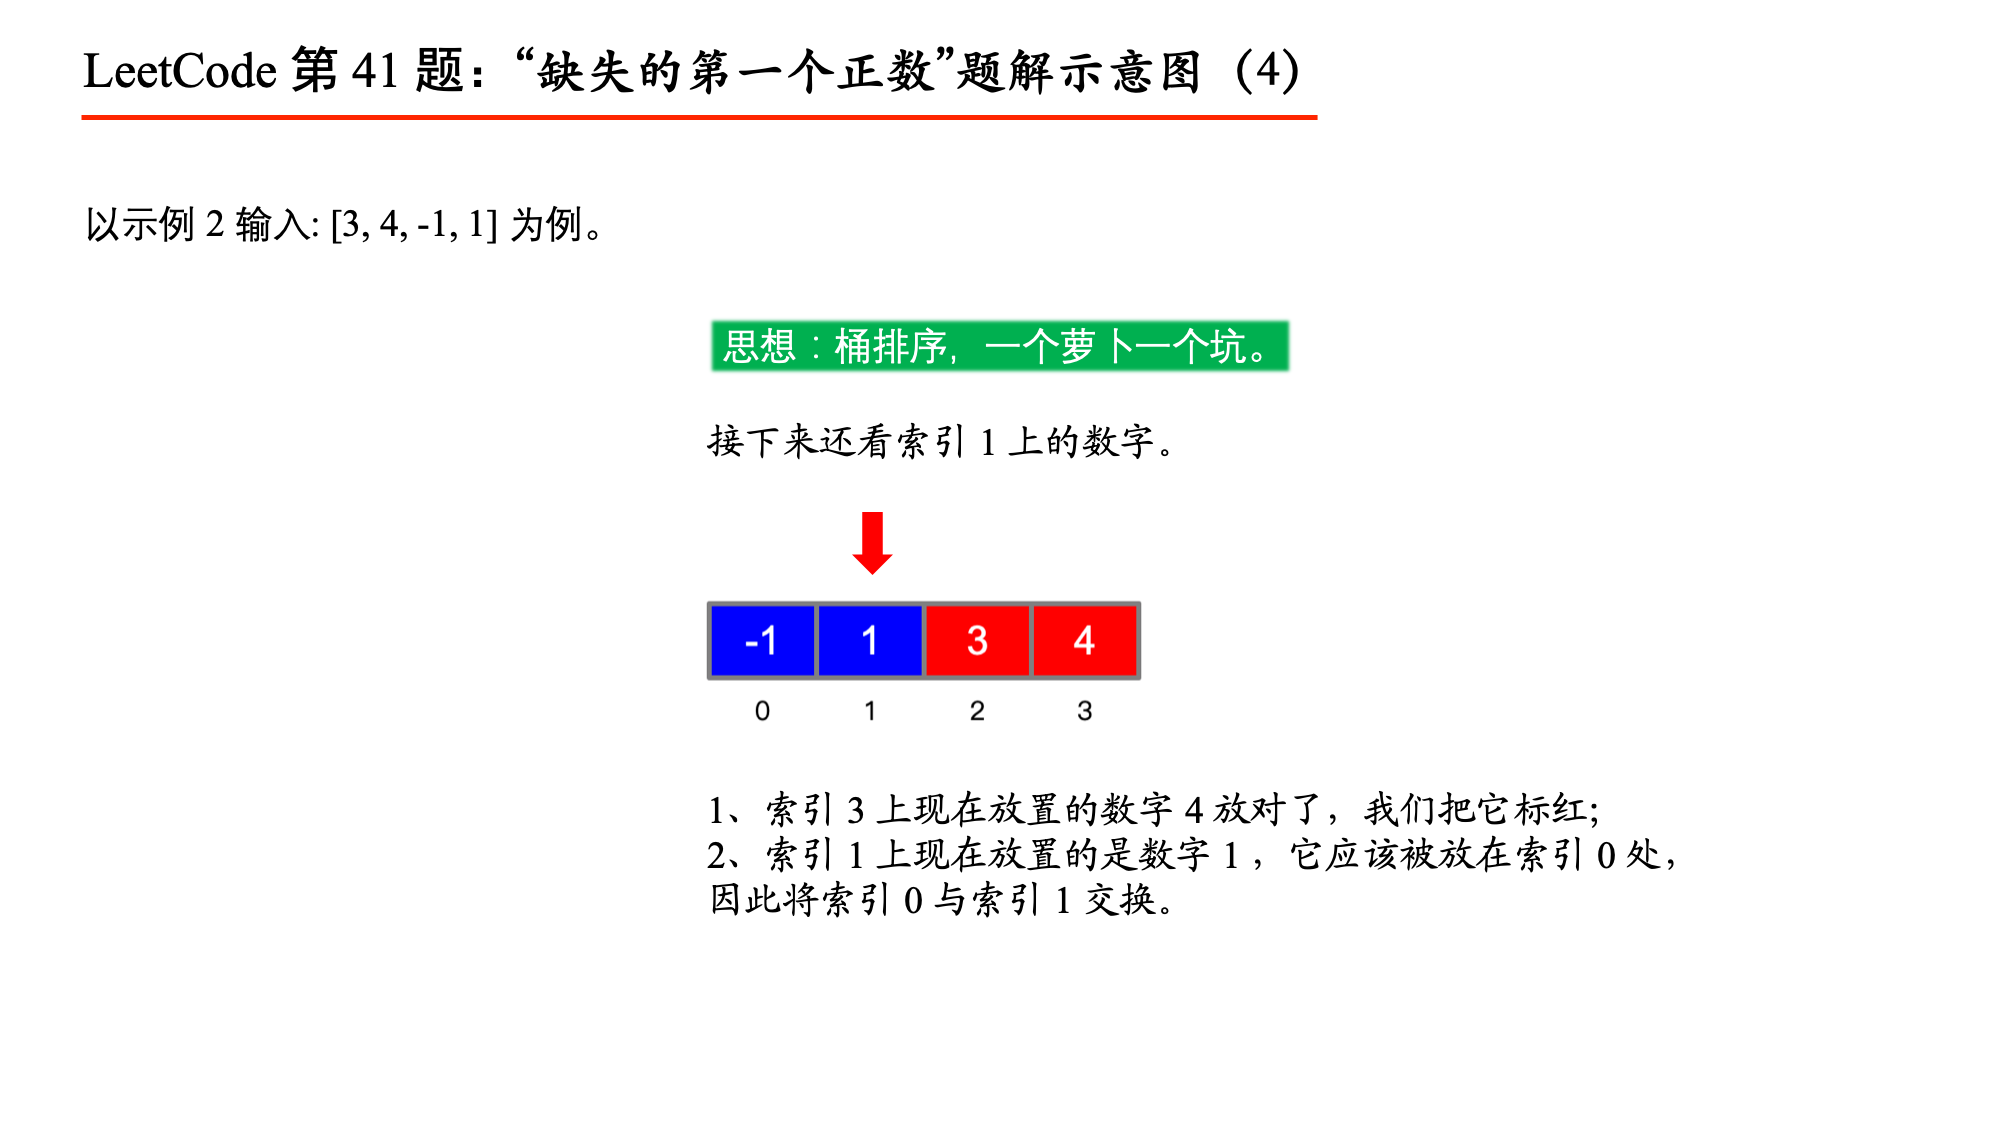 LeetCode 第 41 题：“缺失的第一个正数”题解示意图（4）
以示例 2 输入: [3, 4, -1, 1] 为例。
思想：桶排序，一个萝卜一个坑。
接下来还看索引 1 上的数字。
-1 1 3 4
0 1 2 3
1、索引 3 上现在放置的数字 4 放对了，我们把它标红；
2、索引 1 上现在放置的是数字 1 ，它应该被放在索引 0 处，
因此将索引 0 与索引 1 交换。